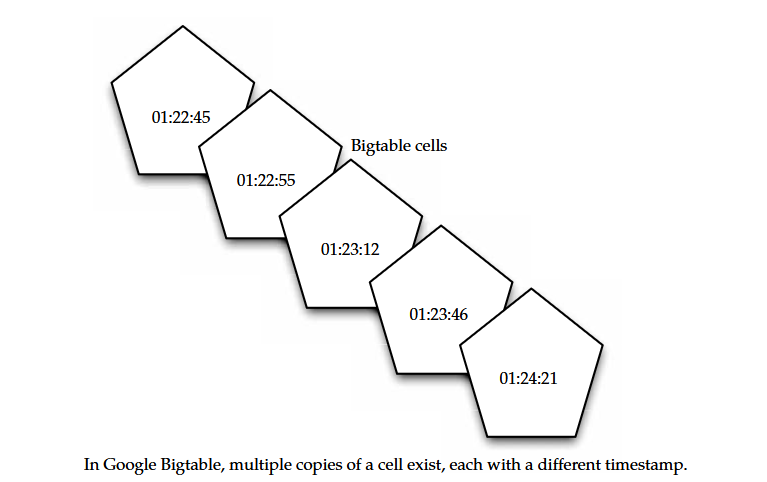 01:22:45
Bigtable cells
01:22:55
01:23:12
01:23:46
01:24:21
In Google Bigtable, multiple copies of a cell exist, each with a different timestamp.